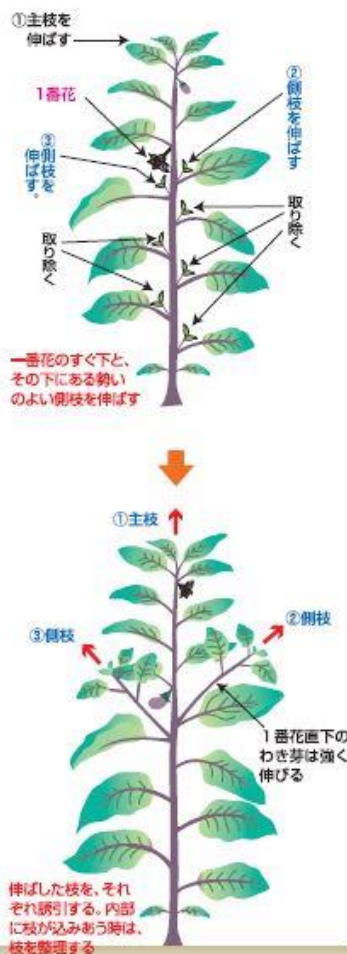 ①主枝を
伸ばす
1番花
②側枝を伸ばす
③側枝を
伸ばす。
取り除く
取り除く
一番花のすぐ下と、
その下にある勢い
のよい側枝を伸ばす
①主枝
②側枝
③側枝
1番花直下の
わき芽は強く
伸びる
伸ばした枝を、それ
ぞれ誘引する。内部
に枝が込みあう時は、
枝を整理する